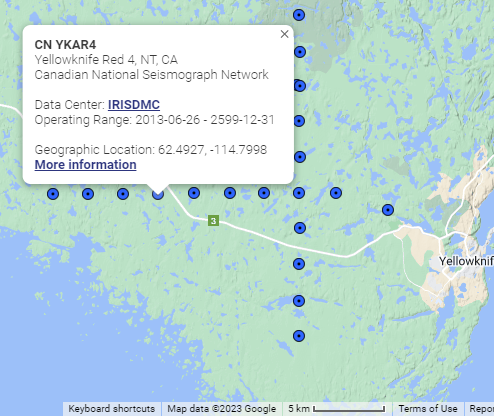 CN YKAR4
Yellowknife Red 4, NT, CA
Canadian National Seismograph Network
Data Center: IRISDMC
Operating Range: 2013-06-26 - 2599-12-31
Geographic Location: 62.4927, -114.7998
More information
3
Yellowknif
Keyboard shortcuts
Map data ©2023 Google
5 km
Terms of Use
Repor